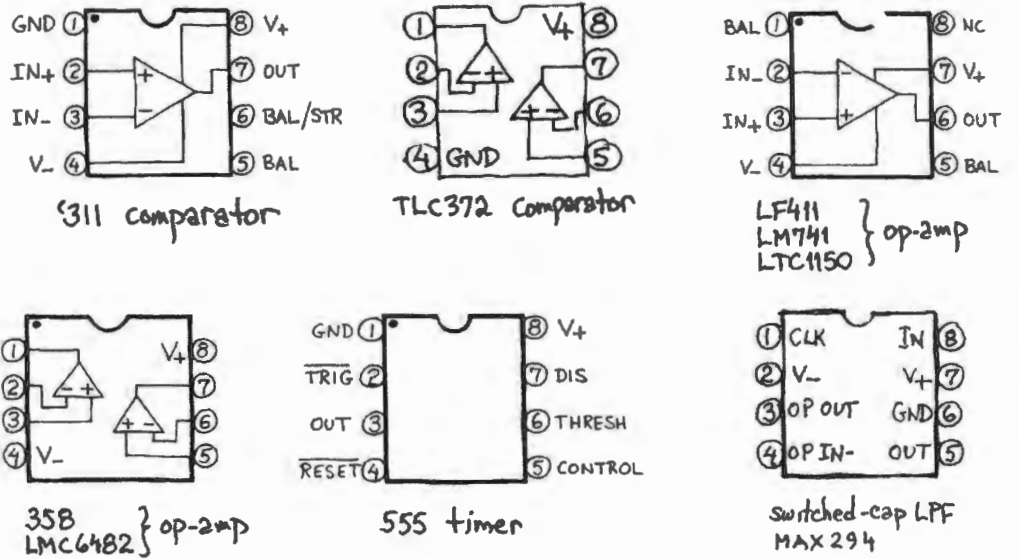 GND ① ⑧ V+
IN+ ② + ⑦ OUT
IN- ③ - ⑥ BAL/STR
V- ④ ⑤ BAL
'311 comparator
① V+ ⑧
② - + ⑦
③ + - ⑥
④ GND ⑤
TLC372 comparator
BAL ① ⑧ NC
IN- ② - ⑦ V+
IN+ ③ + ⑥ OUT
V- ④ ⑤ BAL
LF411
LM741 } op-amp
LTC1150
① V+ ⑧
② - + ⑦
③ + - ⑥
④ V- ⑤
358
LMC6482 } op-amp
GND ① ⑧ V+
TRIG ② ⑦ DIS
OUT ③ ⑥ THRESH
RESET ④ ⑤ CONTROL
555 timer
① CLK IN ⑧
② V- V+ ⑦
③ OP OUT GND ⑥
④ OP IN- OUT ⑤
switched-cap LPF
MAX294